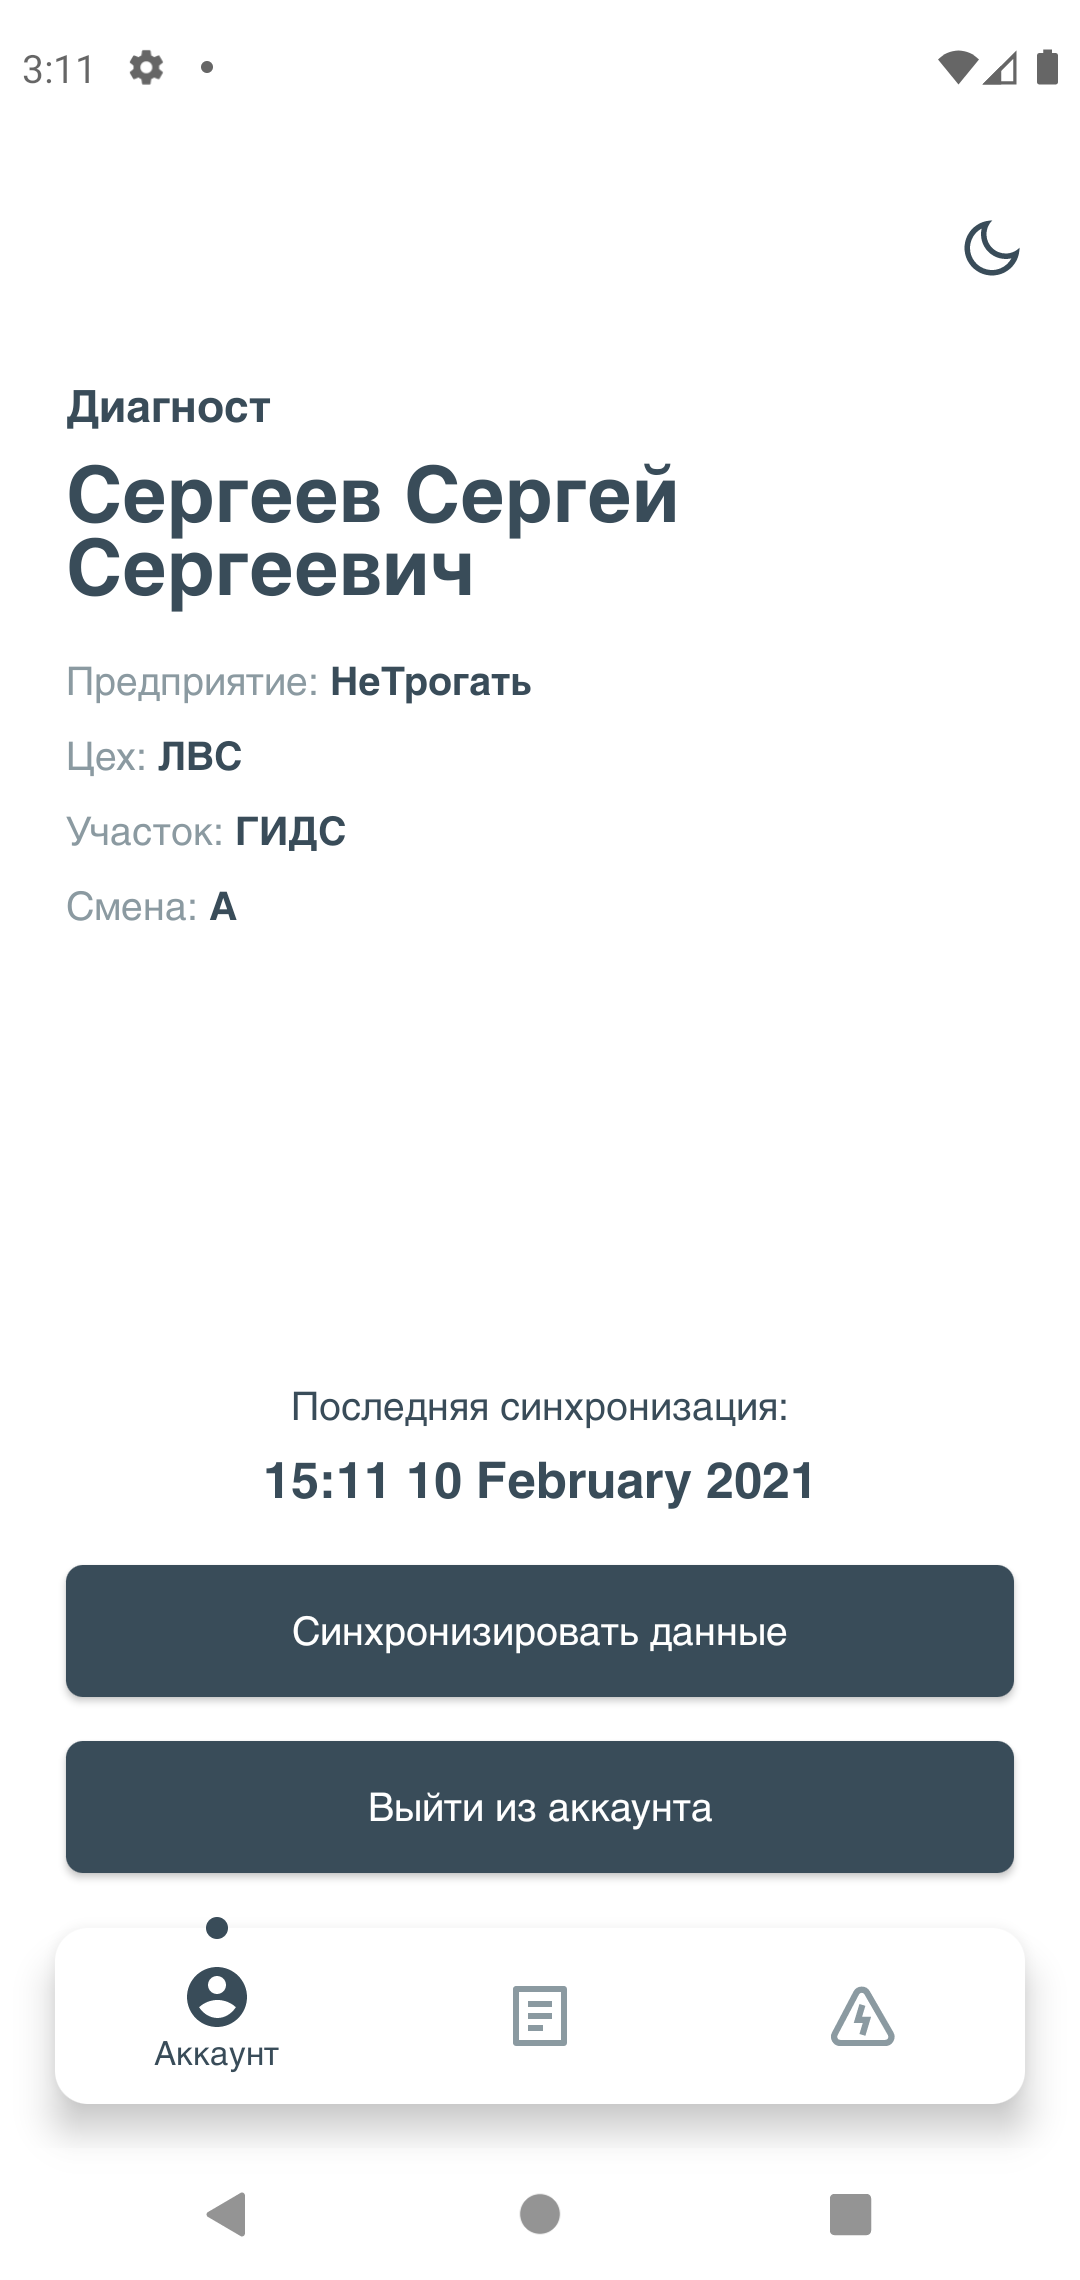 3:11
Диагност
Сергеев Сергей
Сергеевич
Предприятие: НеТрогать
Цех: ЛВС
Участок: ГИДС
Смена: А
Последняя синхронизация:
15:11 10 February 2021
Синхронизировать данные
Выйти из аккаунта
Аккаунт